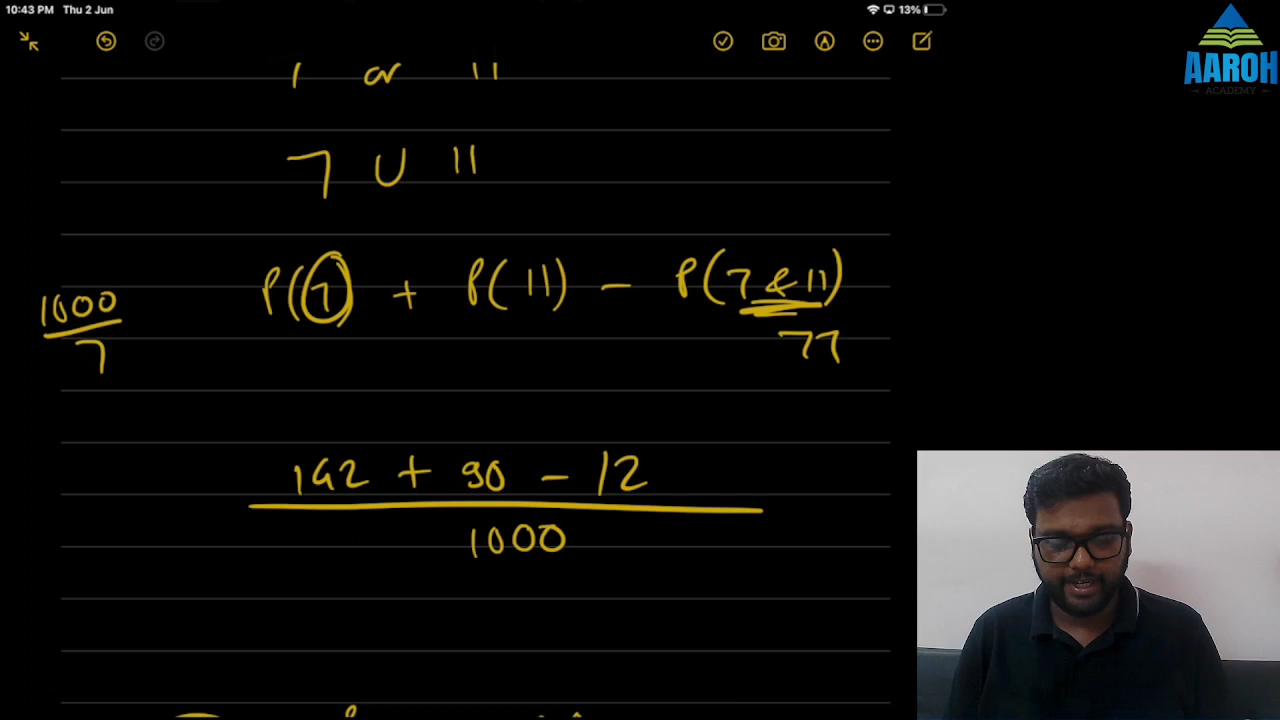 10:43 PM Thu 2 Jun
13%
AAROH
ACADEMY
or 11
7 U 11
P(7) + P(11) - P(7 & 11)
1000
7
77
142 + 90 - 12
1000